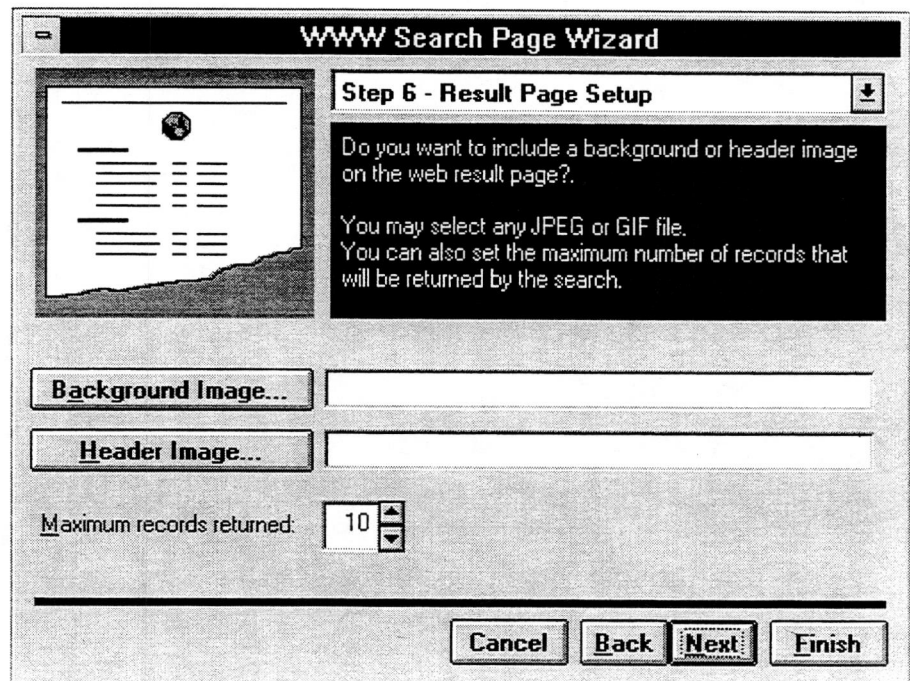 WWW Search Page Wizard
Step 6 - Result Page Setup
Do you want to include a background or header image
on the web result page?.
You may select any JPEG or GIF file.
You can also set the maximum number of records that
will be returned by the search.
Background Image...
Header Image...
Maximum records returned: 10
Cancel Back Next Finish